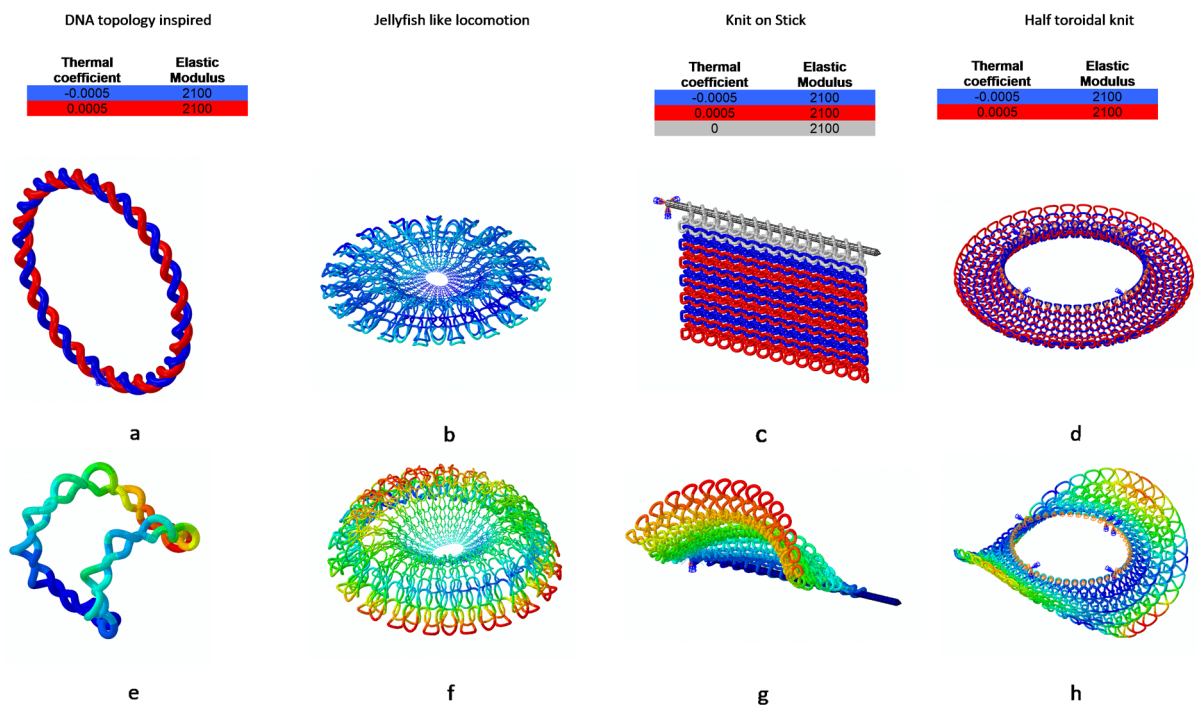 DNA topology inspired
Jellyfish like locomotion
Knit on Stick
Half toroidal knit
Thermal coefficient Elastic Modulus
-0.0005 2100
0.0005 2100
Thermal coefficient Elastic Modulus
-0.0005 2100
0.0005 2100
0 2100
Thermal coefficient Elastic Modulus
-0.0005 2100
0.0005 2100
a
b
c
d
e
f
g
h